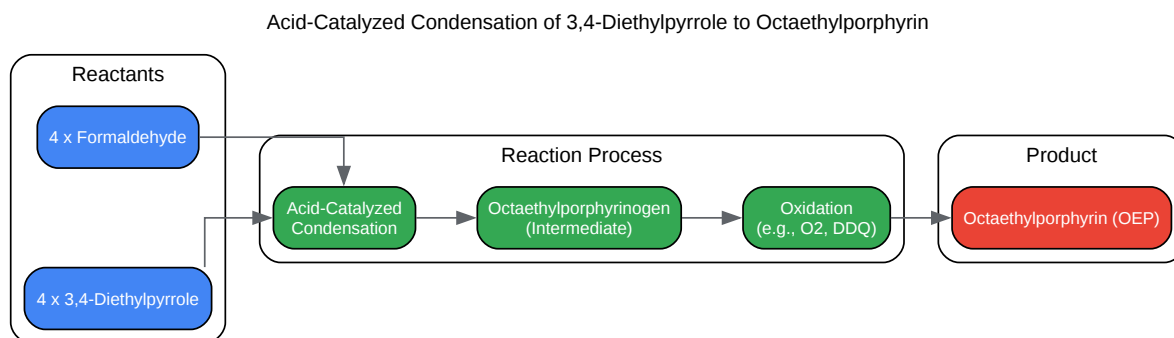 Acid-Catalyzed Condensation of 3,4-Diethylpyrrole to Octaethylporphyrin
Reactants
4 x Formaldehyde
4 x 3,4-Diethylpyrrole
Reaction Process
Acid-Catalyzed
Condensation
Octaethylporphyrinogen
(Intermediate)
Oxidation
(e.g., O2, DDQ)
Product
Octaethylporphyrin (OEP)